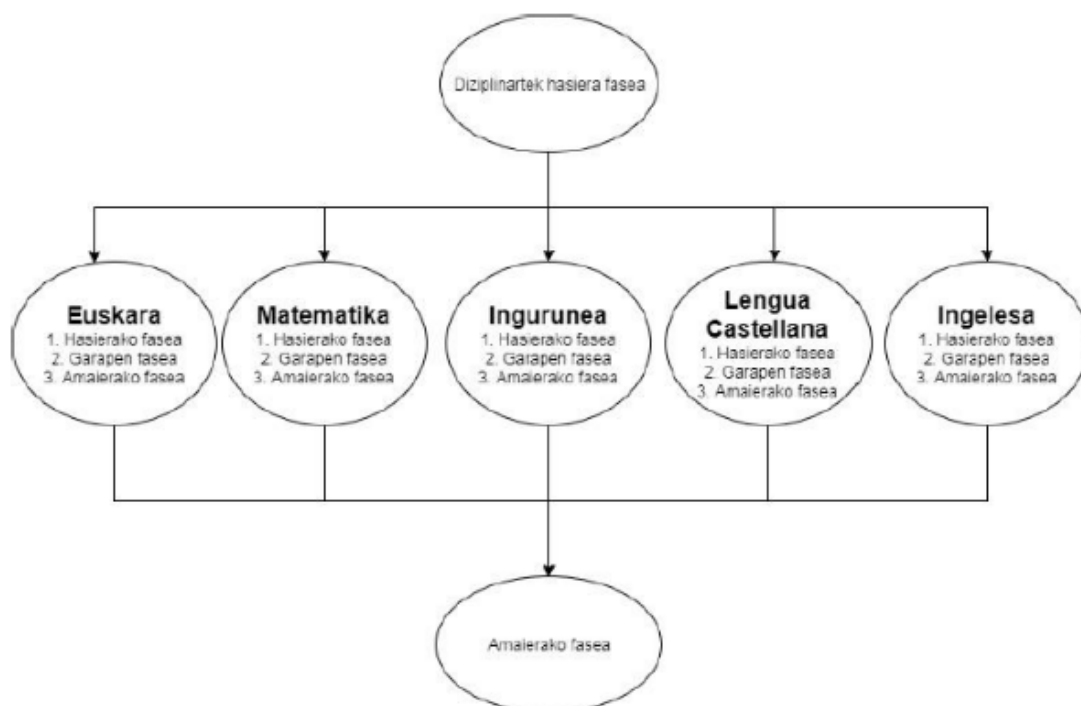 Diziplinartek hasiera fasea
Euskara
1. Hasierako fasea
2. Garapen fasea
3. Amaierako fasea
Matematika
1. Hasierako fasea
2. Garapen fasea
3. Amaierako fasea
Ingurunea
1. Hasierako fasea
2. Garapen fasea
3. Amaierako fasea
Lengua
Castellana
1. Hasierako fasea
2. Garapen fasea
3. Amaierako fasea
Ingelesa
1. Hasierako fasea
2. Garapen fasea
3. Amaierako fasea
Amaierako fasea